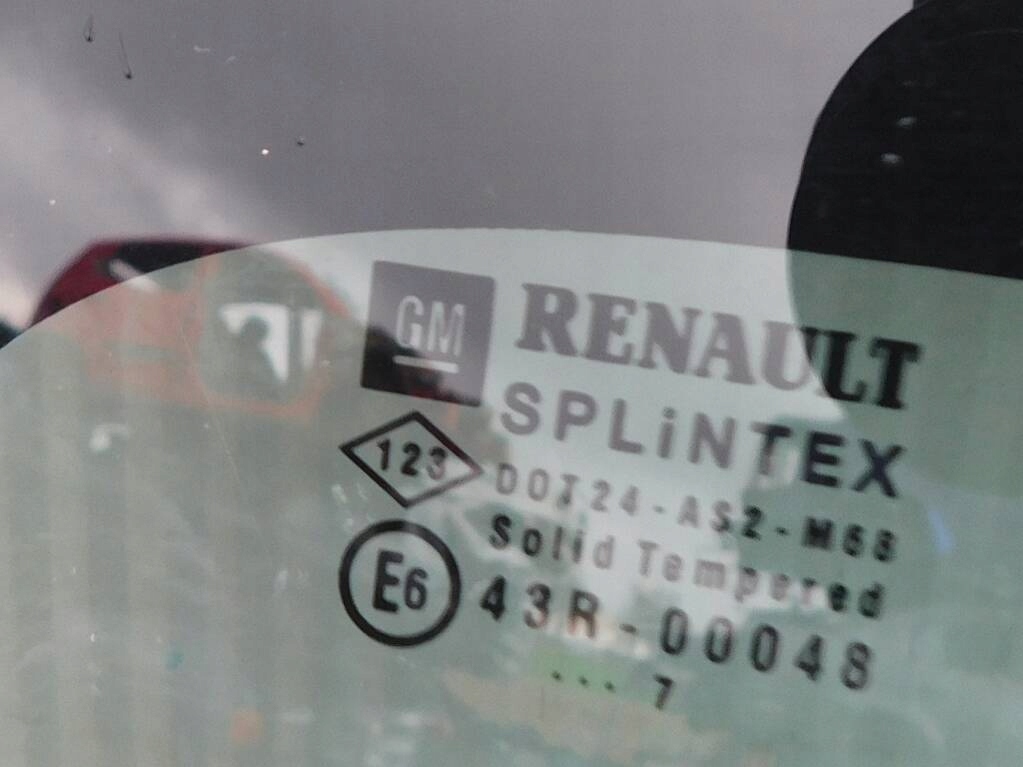 GM
RENAULT
SPLiNTEX
123
DOT24-AS2-M68
Solid Tempered
E6
43R-00048
... 7